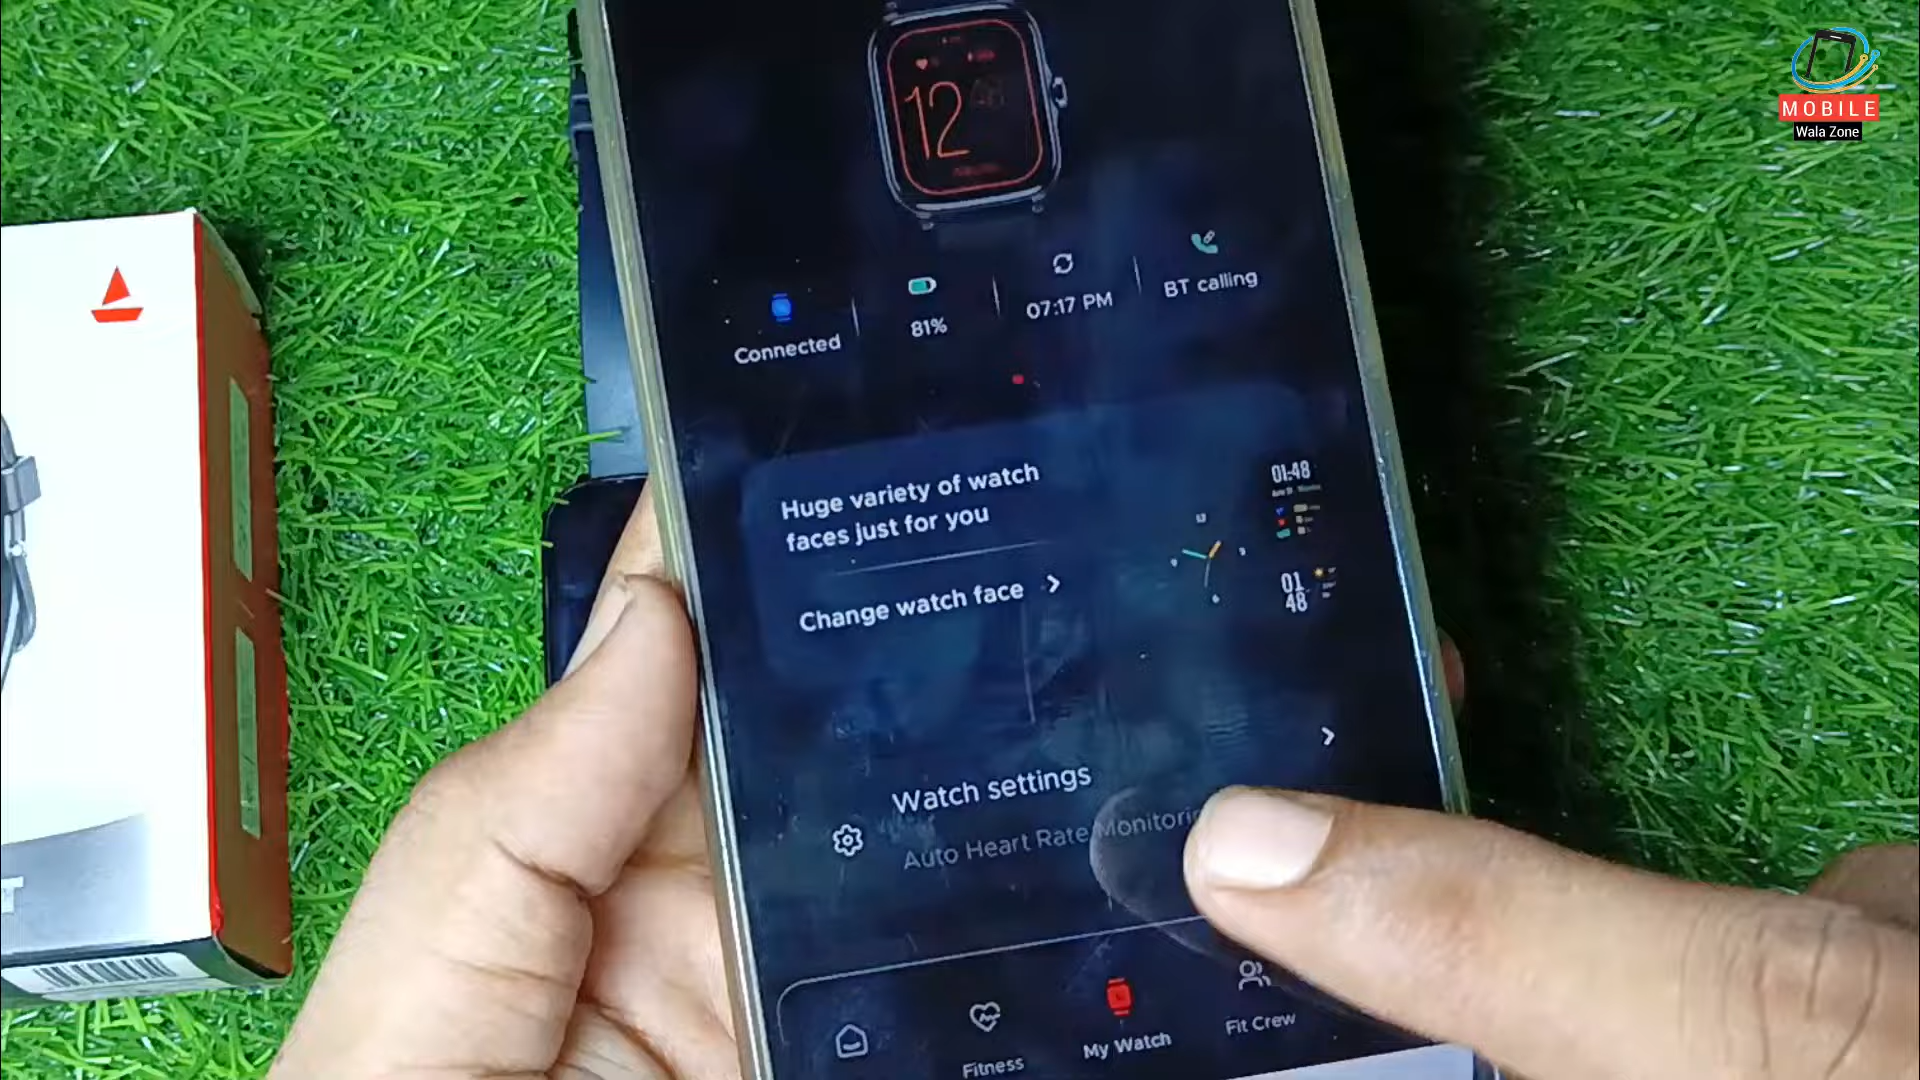 MOBILE
Wala Zone
12
Connected
81%
07:17 PM
BT calling
Huge variety of watch
faces just for you
Change watch face
01:48
01
48
Watch settings
Auto Heart Rate
Fitness
My Watch
Fit Crew